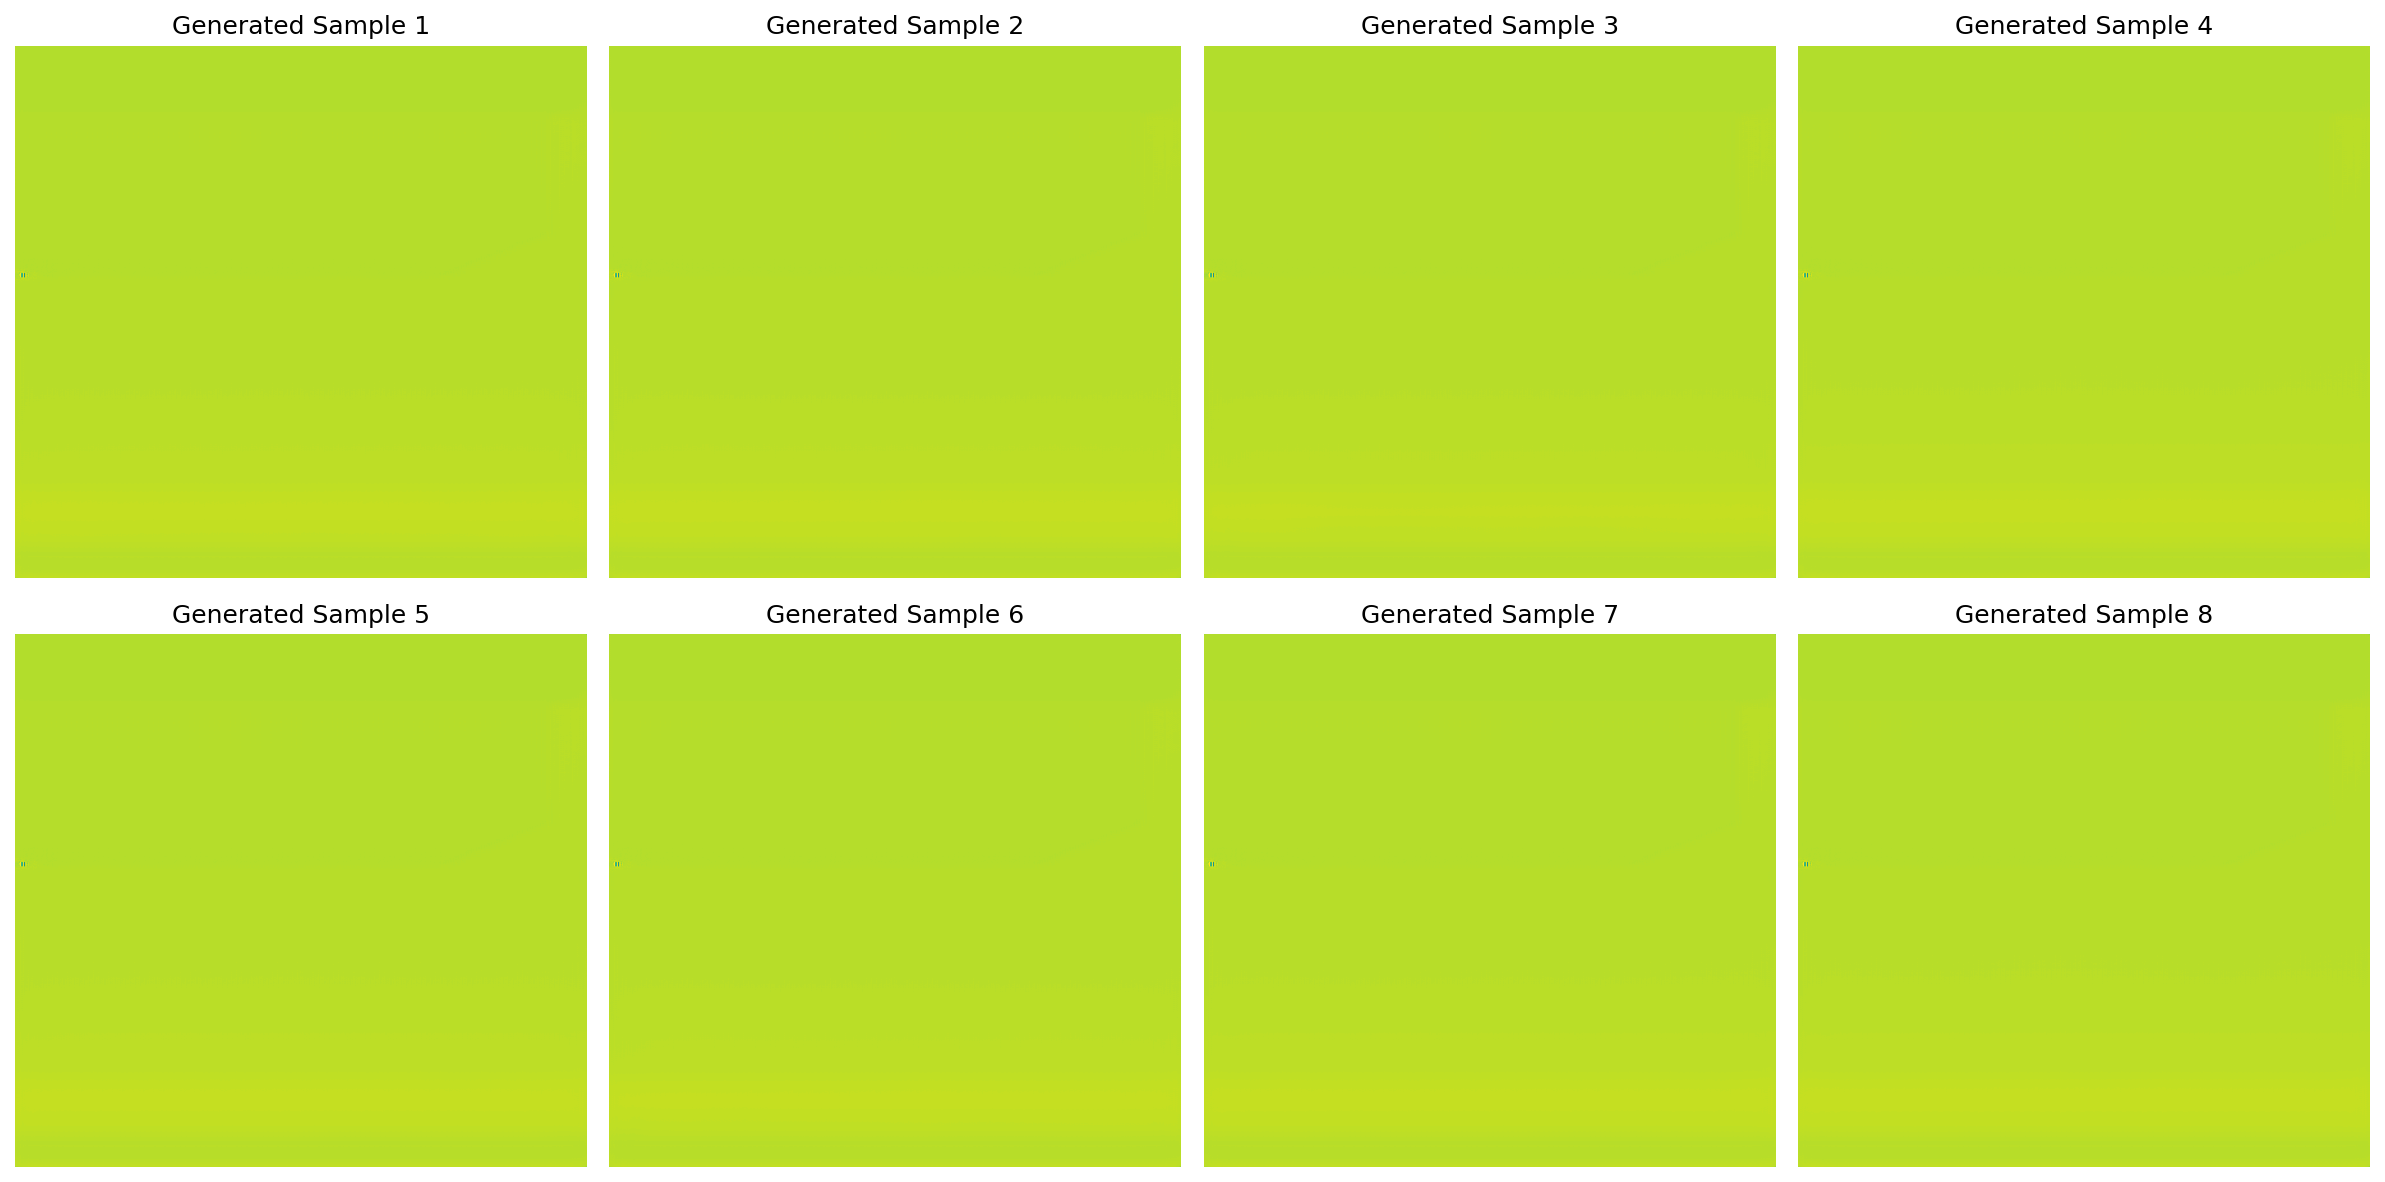 Generated Sample 1
Generated Sample 2
Generated Sample 3
Generated Sample 4
Generated Sample 5
Generated Sample 6
Generated Sample 7
Generated Sample 8